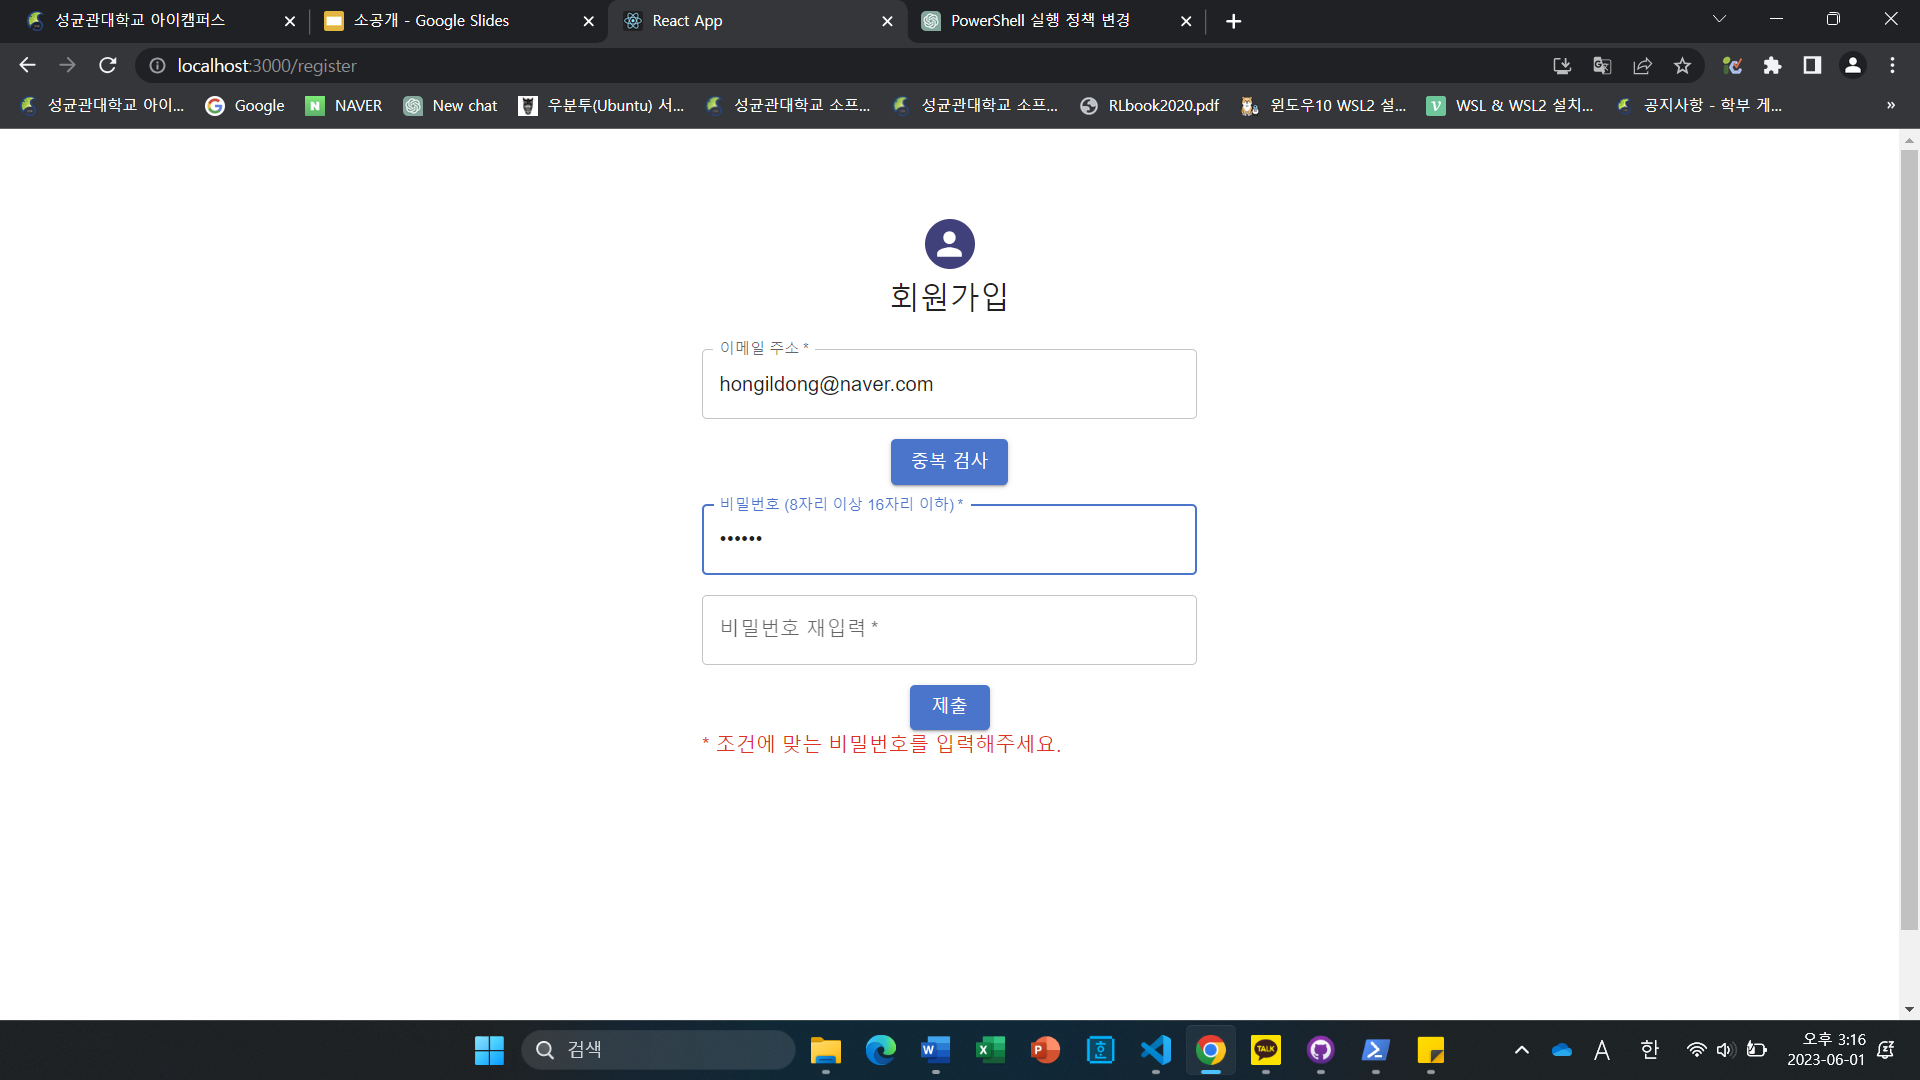 성균관대학교 아이캠퍼스
소공개 - Google Slides
React App
PowerShell 실행 정책 변경
localhost:3000/register
성균관대학교 아이...
Google
NAVER
New chat
우분투(Ubuntu) 서...
성균관대학교 소프...
성균관대학교 소프...
RLbook2020.pdf
윈도우10 WSL2 설...
WSL & WSL2 설치...
공지사항 - 학부 게...
»
회원가입
이메일 주소 *
hongildong@naver.com
중복 검사
비밀번호 (8자리 이상 16자리 이하) *
••••••
비밀번호 재입력 *
제출
* 조건에 맞는 비밀번호를 입력해주세요.
검색
TALK
A
한
오후 3:16
2023-06-01